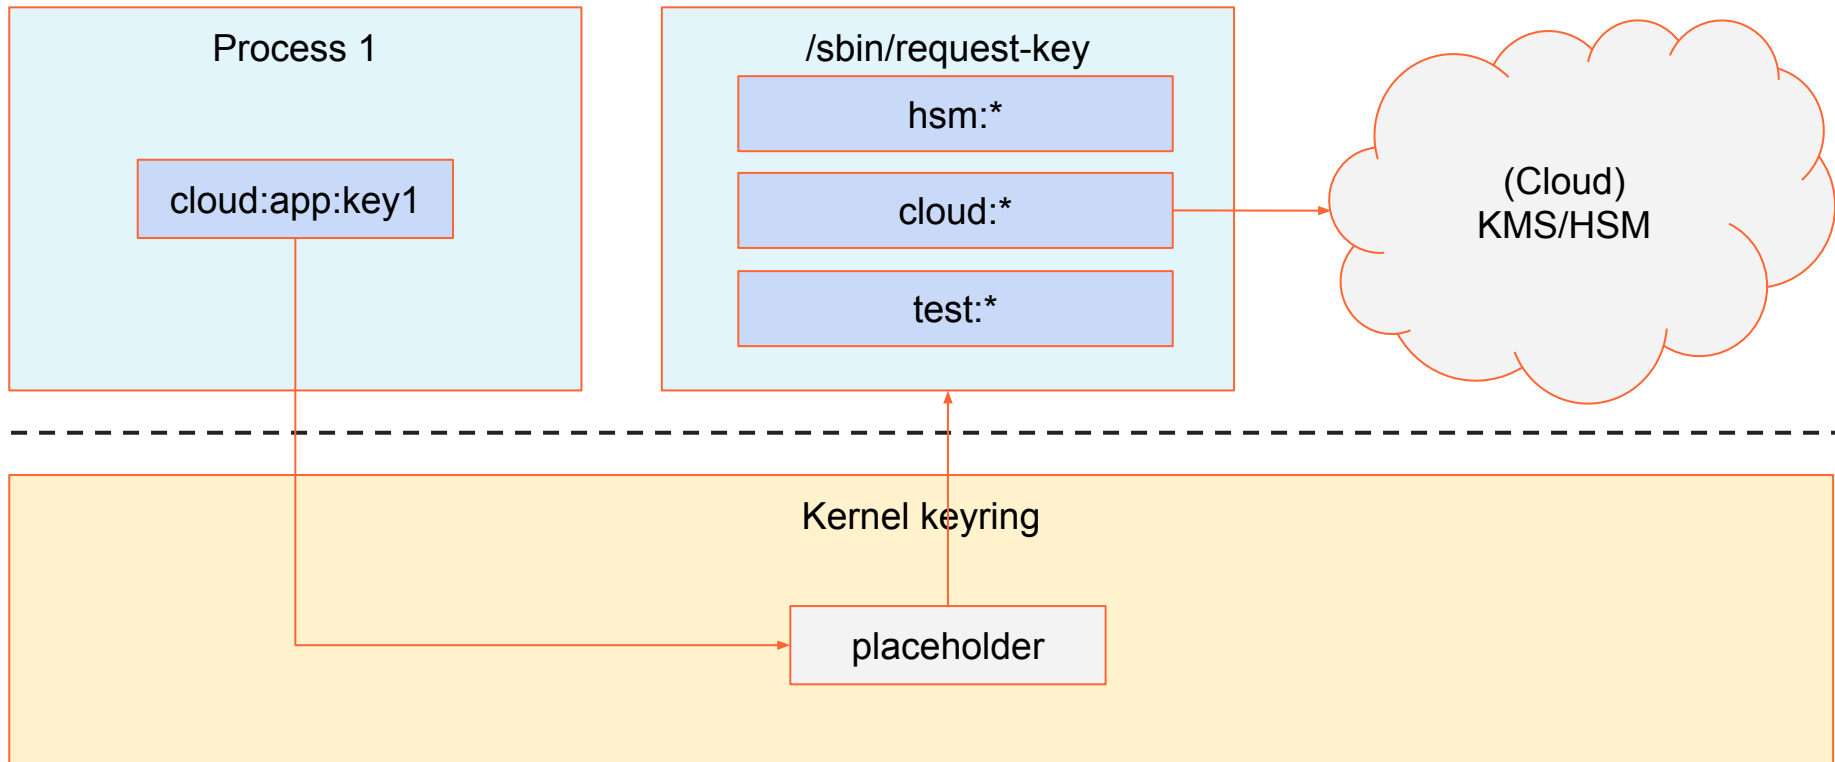 Process 1
cloud:app:key1
/sbin/request-key
hsm:*
cloud:*
test:*
(Cloud)
KMS/HSM
Kernel keyring
placeholder